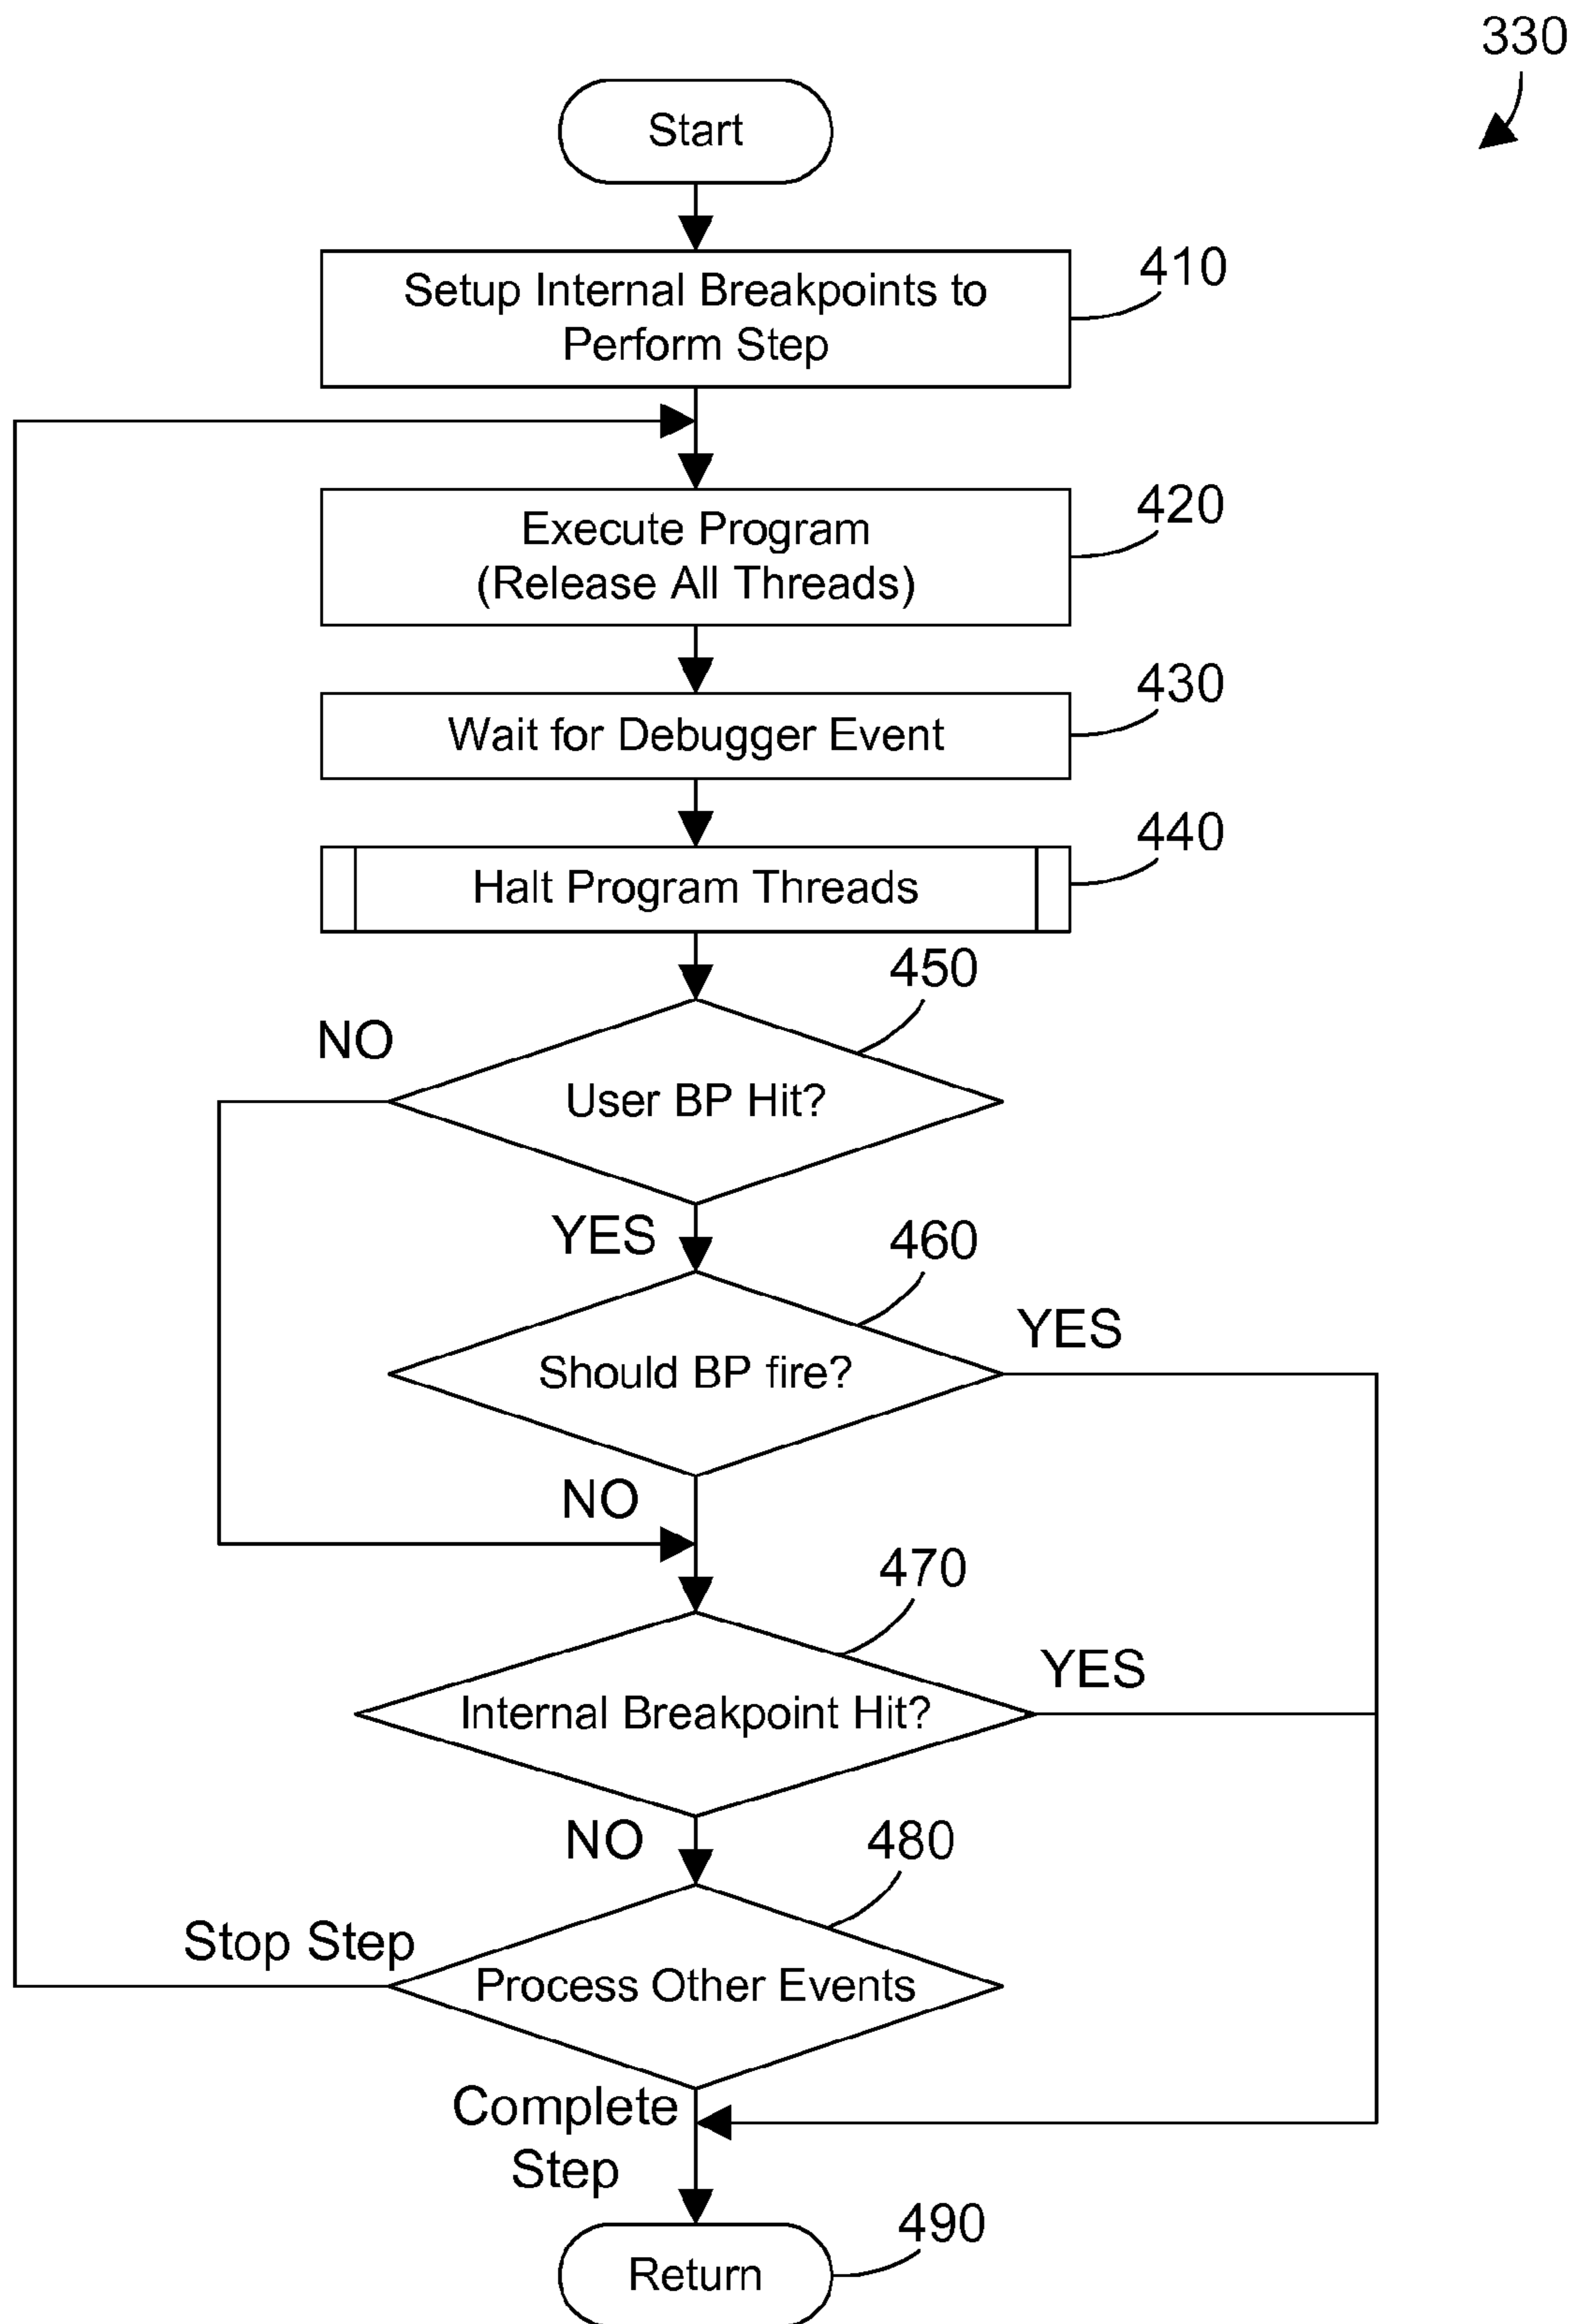 330
Start
Setup Internal Breakpoints to
Perform Step
410
Execute Program
(Release All Threads)
420
Wait for Debugger Event
430
Halt Program Threads
440
450
NO
User BP Hit?
YES
460
Should BP fire?
YES
NO
470
Internal Breakpoint Hit?
YES
NO
480
Stop Step
Process Other Events
Complete
Step
490
Return